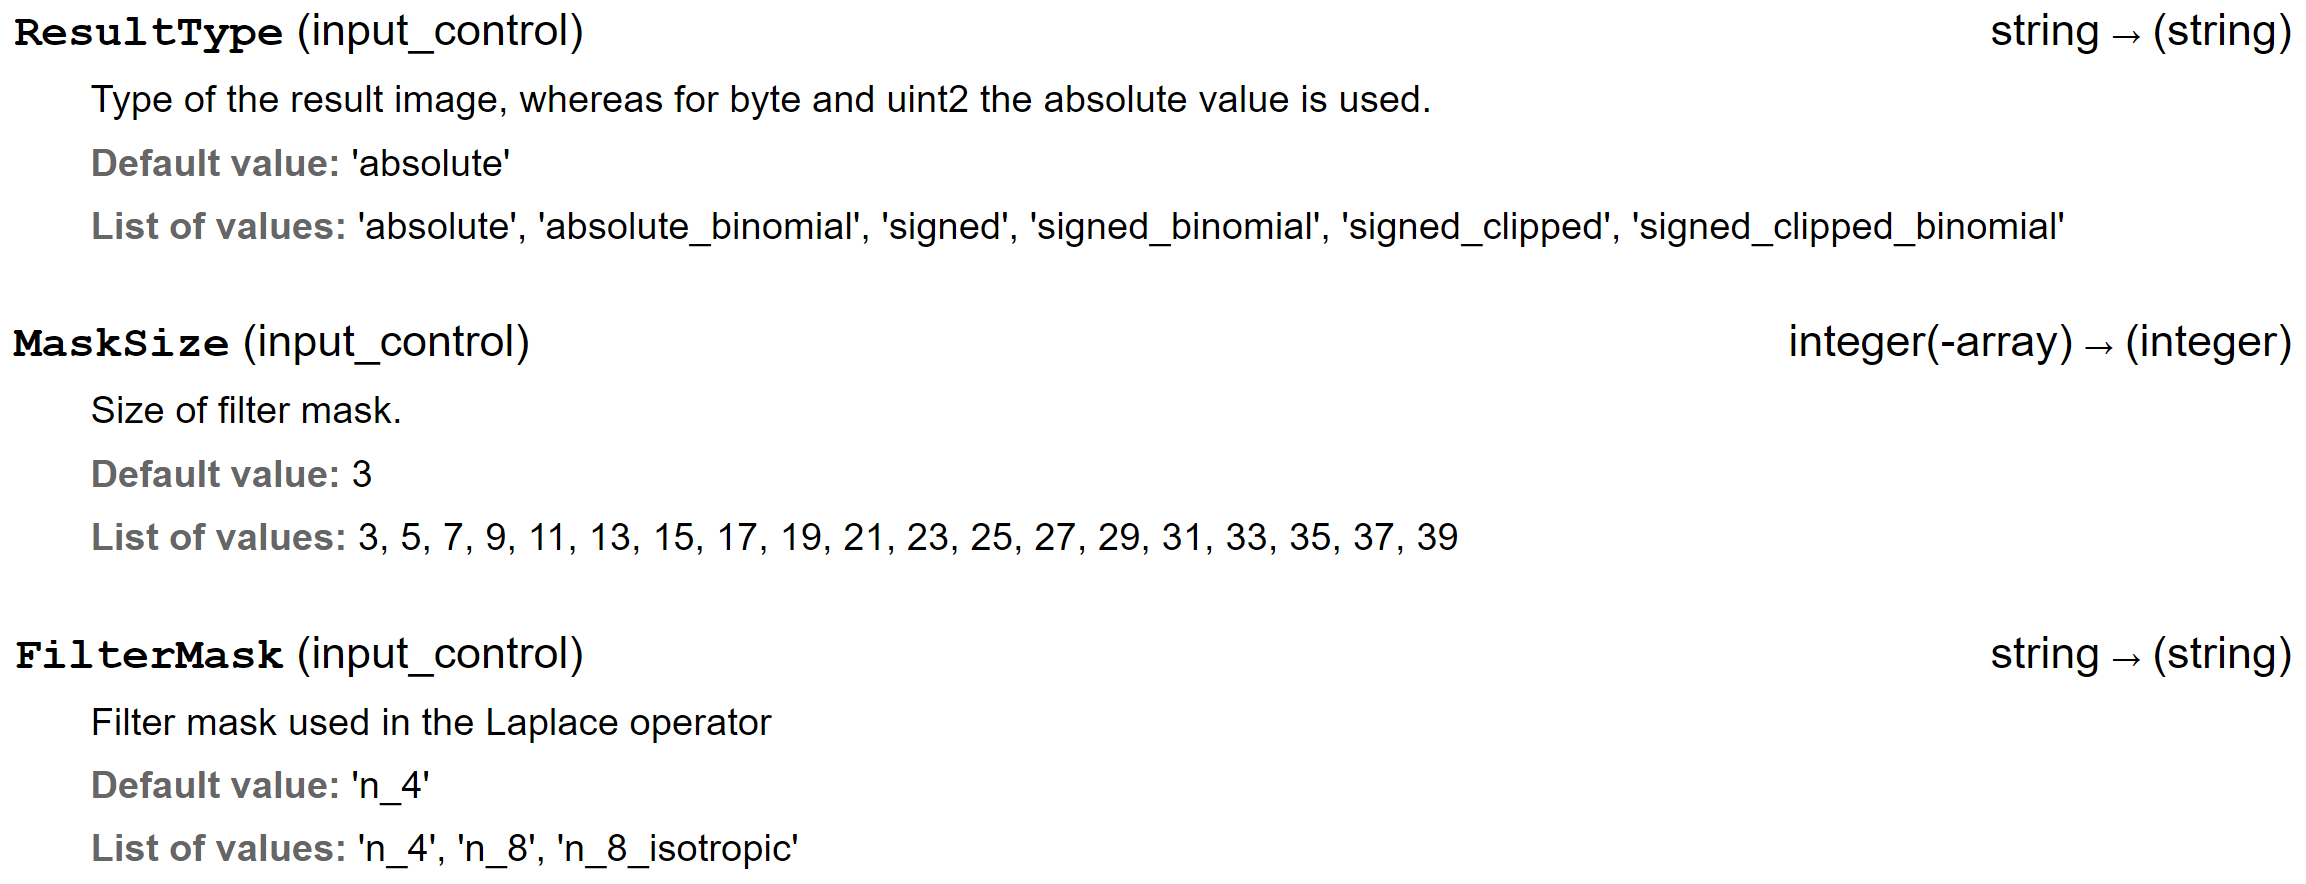 ResultType (input_control) string → (string)
Type of the result image, whereas for byte and uint2 the absolute value is used.
Default value: 'absolute'
List of values: 'absolute', 'absolute_binomial', 'signed', 'signed_binomial', 'signed_clipped', 'signed_clipped_binomial'
MaskSize (input_control) integer(-array) → (integer)
Size of filter mask.
Default value: 3
List of values: 3, 5, 7, 9, 11, 13, 15, 17, 19, 21, 23, 25, 27, 29, 31, 33, 35, 37, 39
FilterMask (input_control) string → (string)
Filter mask used in the Laplace operator
Default value: 'n_4'
List of values: 'n_4', 'n_8', 'n_8_isotropic'